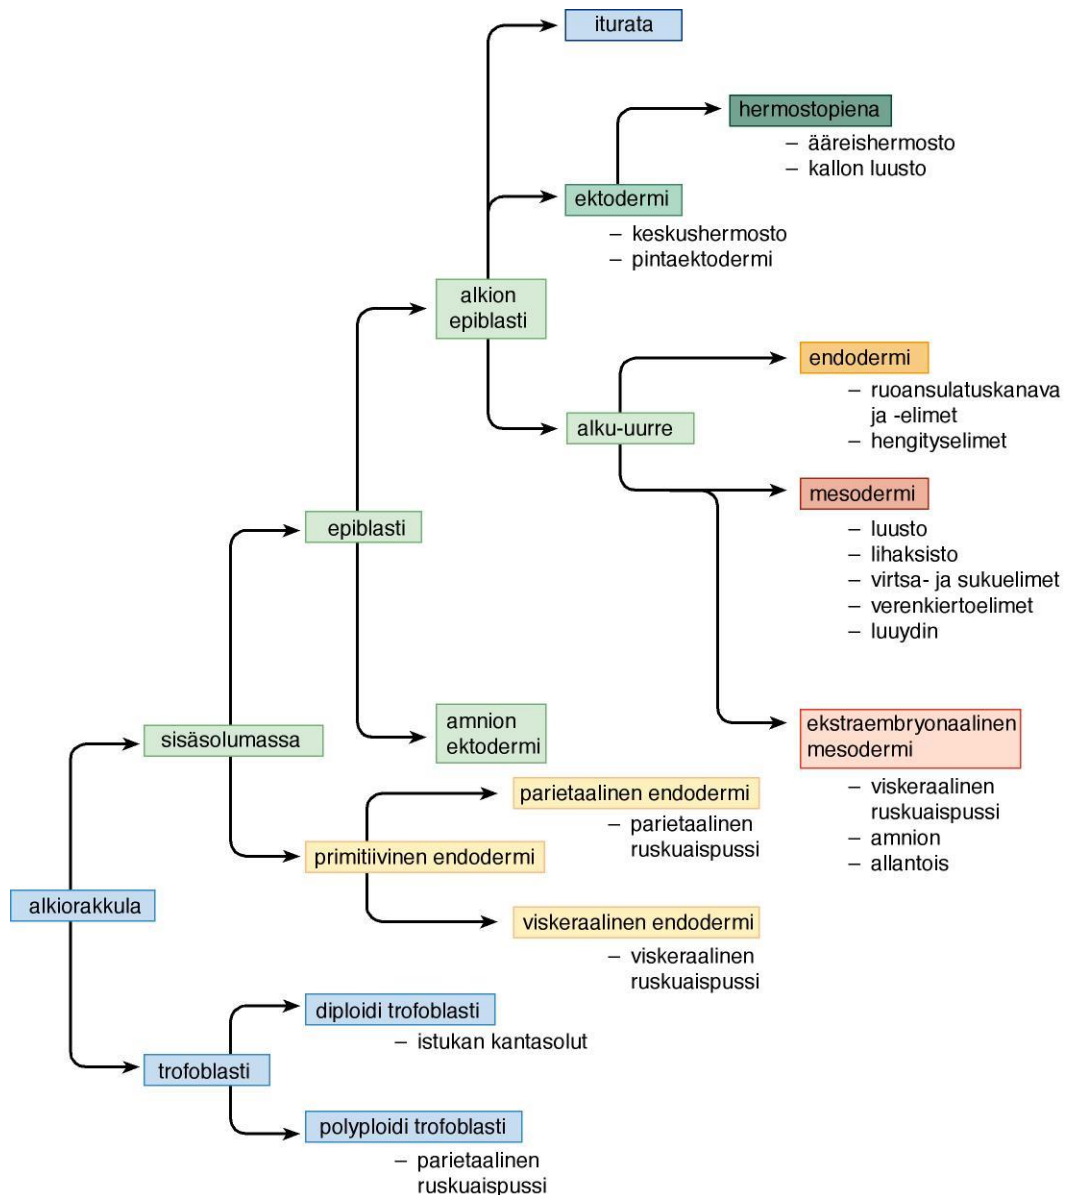 iturata
hermostopiena
– ääreishermosto
– kallon luusto
ektodermi
– keskushermosto
– pintaektodermi
alkion
epiblasti
endodermi
– ruoansulatuskanava
ja -elimet
– hengityselimet
alku-uurre
mesodermi
– luusto
– lihaksisto
– virtsa- ja sukuelimet
– verenkiertoelimet
– luuydin
epiblasti
amnion
ektodermi
ekstraembryonaalinen
mesodermi
– viskeraalinen
ruskuaispussi
– amnion
– allantois
sisäsolumassa
parietaalinen endodermi
– parietaalinen
ruskuaispussi
primitiivinen endodermi
viskeraalinen endodermi
– viskeraalinen
ruskuaispussi
alkiorakkula
diploidi trofoblasti
– istukan kantasolut
trofoblasti
polyploidi trofoblasti
– parietaalinen
ruskuaispussi